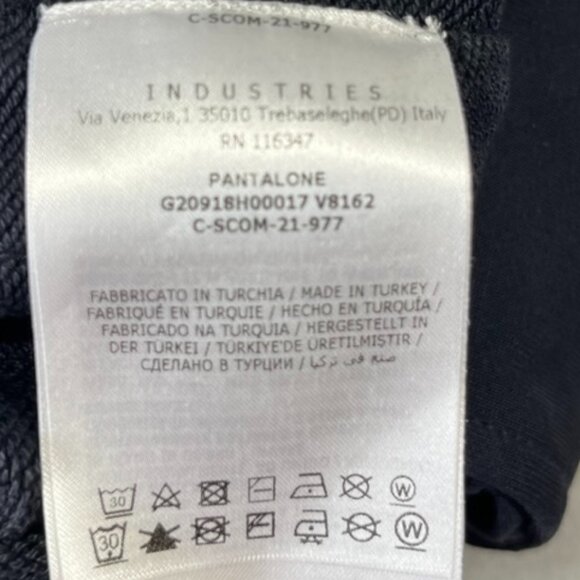 C-SCOM-21-977
INDUSTRIES
Via Venezia,1 35010 Trebaseleghe(PD) Italy
RN 116347
PANTALONE
G20918H00017 V8162
C-SCOM-21-977
FABBRICATO IN TURCHIA / MADE IN TURKEY /
FABRIQUÉ EN TURQUIE / HECHO EN TURQUÍA /
FABRICADO NA TURQUIA / HERGESTELLT IN
DER TÜRKEI / TÜRKIYE'DE ÜRETILMIŞTIR /
СДЕЛАНО В ТУРЦИИ / صنع في تركيا
30 W
30 W